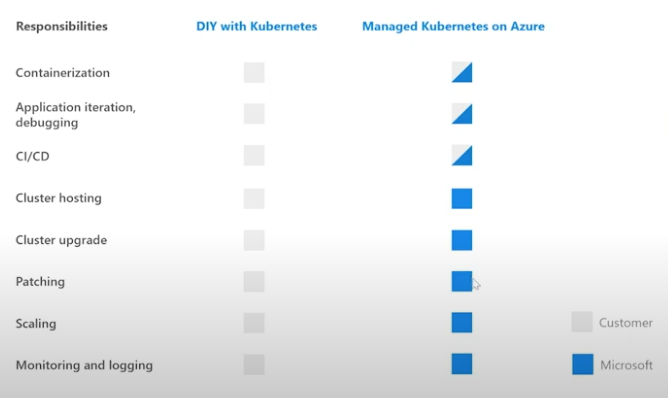 Responsibilities DIY with Kubernetes Managed Kubernetes on Azure
Containerization
Application iteration,
debugging
CI/CD
Cluster hosting
Cluster upgrade
Patching
Scaling
Customer
Monitoring and logging
Microsoft